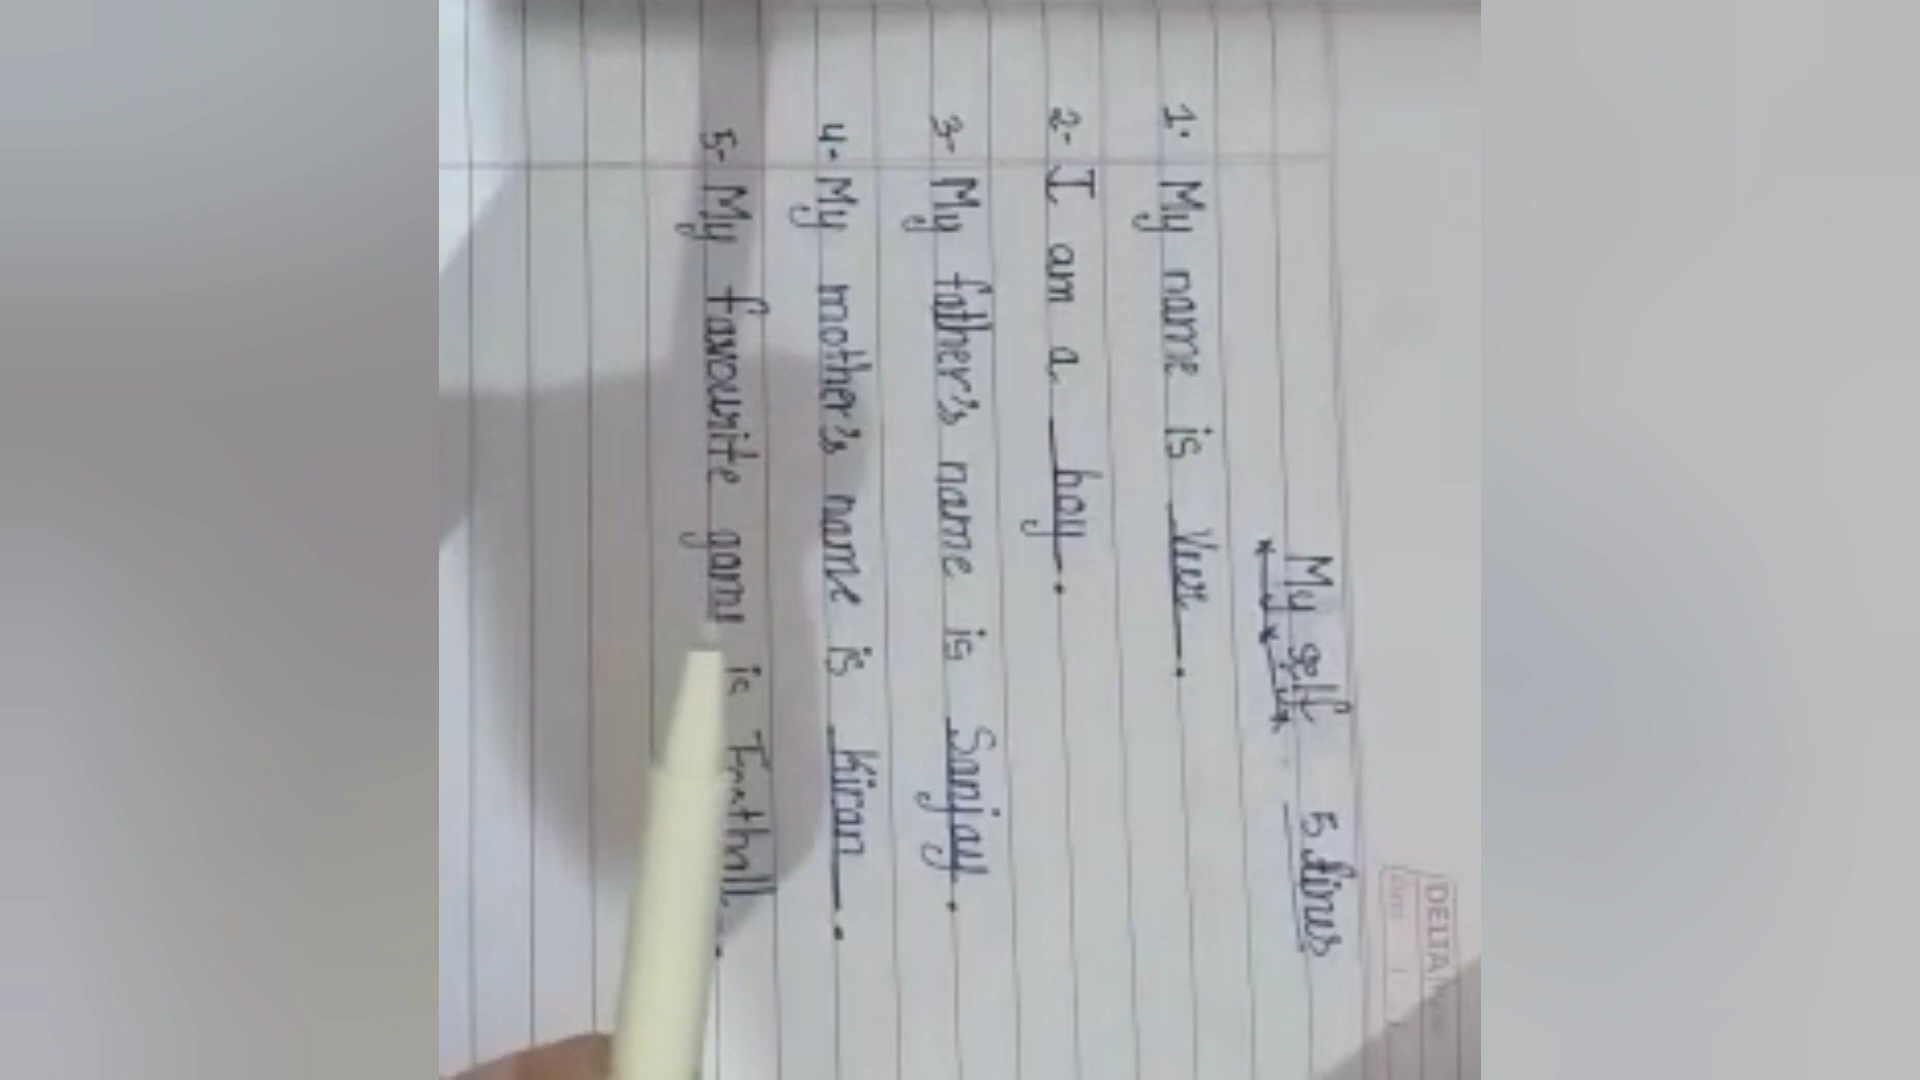 DELTA
My self 5 lines
1. My name is Veer.
2- I am a boy.
3- My father's name is Sanjay.
4- My mother's name is Kiran.
5- My favourite game is